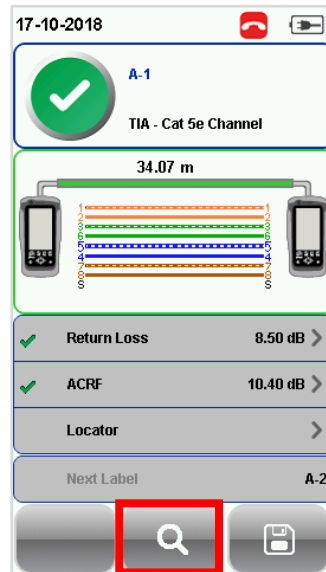 17-10-2018
A-1
TIA - Cat 5e Channel
34.07 m
1 1
2 2
3 3
6 6
5 5
4 4
7 7
8 8
S S
Return Loss 8.50 dB
ACRF 10.40 dB
Locator
Next Label A-2